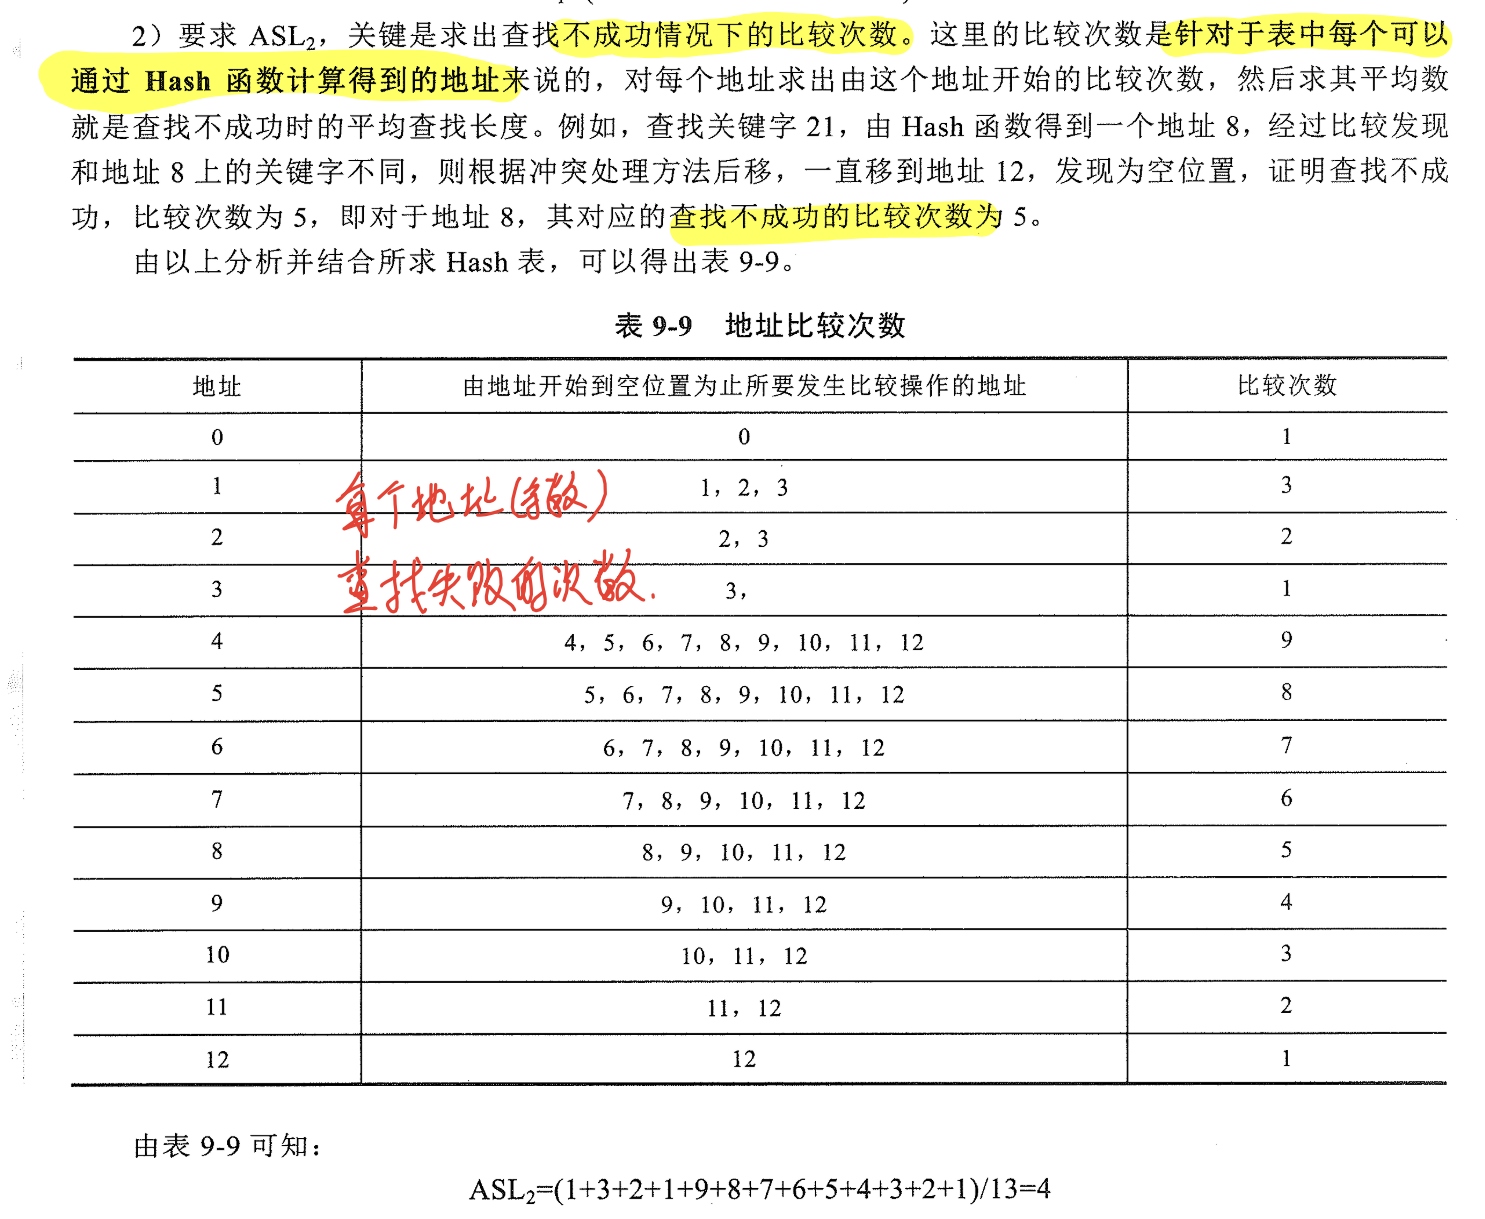 2）要求 ASL₂，关键是求出查找不成功情况下的比较次数。这里的比较次数是针对于表中每个可以
通过 Hash 函数计算得到的地址来说的，对每个地址求出由这个地址开始的比较次数，然后求其平均数
就是查找不成功时的平均查找长度。例如，查找关键字 21，由 Hash 函数得到一个地址 8，经过比较发现
和地址 8 上的关键字不同，则根据冲突处理方法后移，一直移到地址 12，发现为空位置，证明查找不成
功，比较次数为 5，即对于地址 8，其对应的查找不成功的比较次数为 5。
由以上分析并结合所求 Hash 表，可以得出表 9-9。
表 9-9 地址比较次数
地址 由地址开始到空位置为止所要发生比较操作的地址 比较次数
0 0 1
1 1，2，3 3
每个地址(余数)
2 2，3 2
查找失败的次数.
3 3， 1
4 4，5，6，7，8，9，10，11，12 9
5 5，6，7，8，9，10，11，12 8
6 6，7，8，9，10，11，12 7
7 7，8，9，10，11，12 6
8 8，9，10，11，12 5
9 9，10，11，12 4
10 10，11，12 3
11 11，12 2
12 12 1
由表 9-9 可知：
ASL₂=(1+3+2+1+9+8+7+6+5+4+3+2+1)/13=4